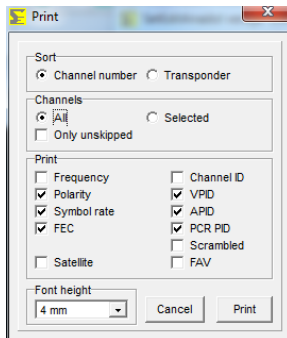 Print
Sort
Channel number Transponder
Channels
All Selected
Only unskipped
Print
Frequency Channel ID
Polarity VPID
Symbol rate APID
FEC PCR PID
Scrambled
Satellite FAV
Font height
4 mm Cancel Print